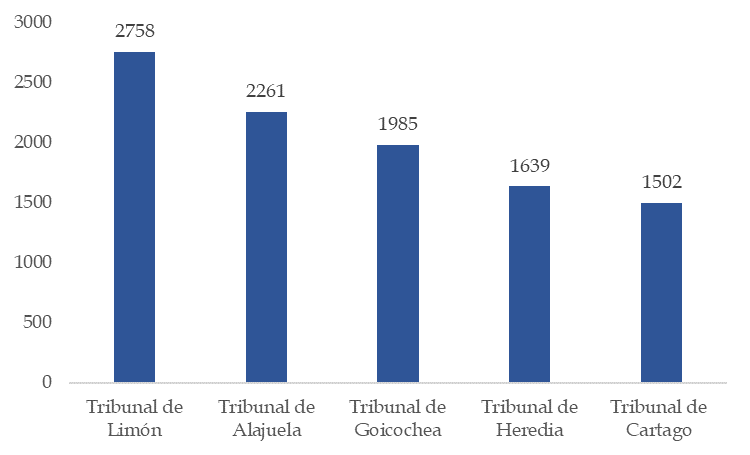 3000
2500
2000
1500
1000
500
0
2758
2261
1985
1639
1502
Tribunal de
Limón
Tribunal de
Alajuela
Tribunal de
Goicochea
Tribunal de
Heredia
Tribunal de
Cartago